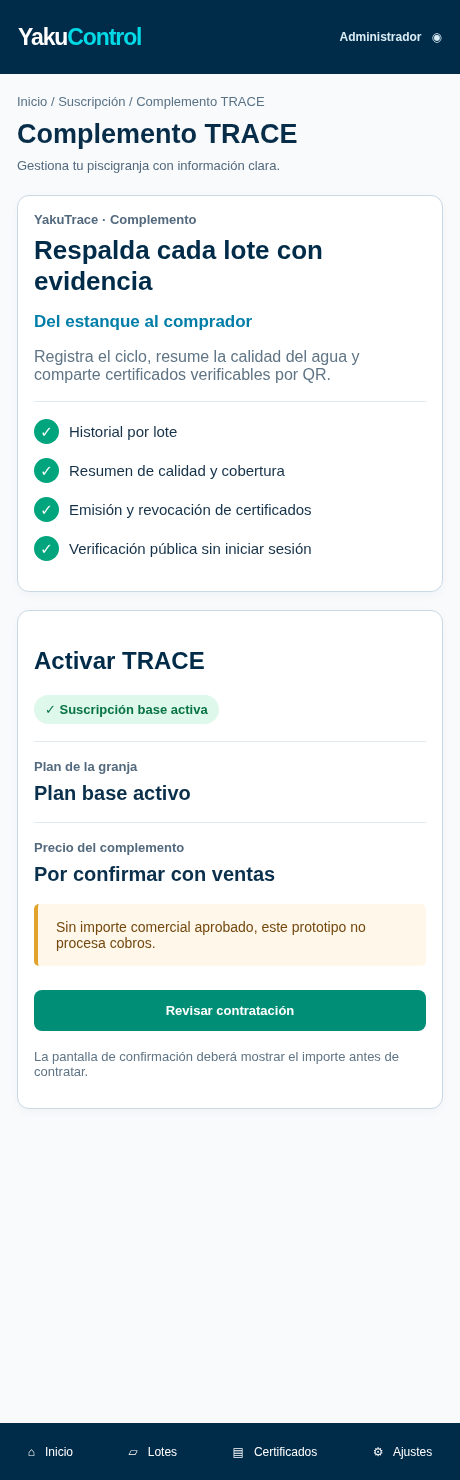 YakuControl
Administrador ◉
Inicio / Suscripción / Complemento TRACE
Complemento TRACE
Gestiona tu piscigranja con información clara.
YakuTrace · Complemento
Respalda cada lote con
evidencia
Del estanque al comprador
Registra el ciclo, resume la calidad del agua y
comparte certificados verificables por QR.
✓ Historial por lote
✓ Resumen de calidad y cobertura
✓ Emisión y revocación de certificados
✓ Verificación pública sin iniciar sesión
Activar TRACE
✓ Suscripción base activa
Plan de la granja
Plan base activo
Precio del complemento
Por confirmar con ventas
Sin importe comercial aprobado, este prototipo no
procesa cobros.
Revisar contratación
La pantalla de confirmación deberá mostrar el importe antes de
contratar.
⌂ Inicio ▱ Lotes ▤ Certificados ⚙ Ajustes